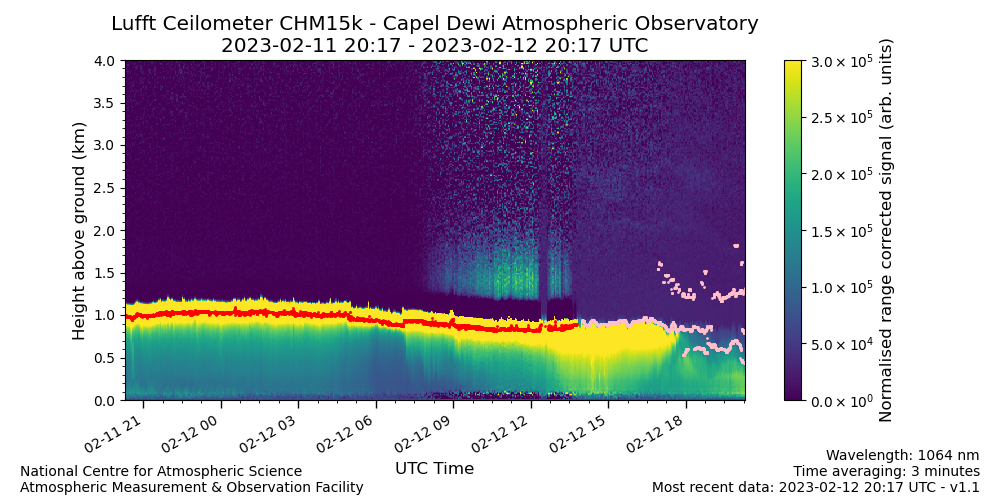 Lufft Ceilometer CHM15k - Capel Dewi Atmospheric Observatory
2023-02-11 20:17 - 2023-02-12 20:17 UTC
4.0
3.5
3.0
2.5
2.0
1.5
1.0
0.5
0.0
Height above ground (km)
02-11 21
02-12 00
02-12 03
02-12 06
02-12 09
02-12 12
02-12 15
02-12 18
UTC Time
3.0 × 10⁵
2.5 × 10⁵
2.0 × 10⁵
1.5 × 10⁵
1.0 × 10⁵
5.0 × 10⁴
0.0 × 10⁰
Normalised range corrected signal (arb. units)
National Centre for Atmospheric Science
Atmospheric Measurement & Observation Facility
Wavelength: 1064 nm
Time averaging: 3 minutes
Most recent data: 2023-02-12 20:17 UTC - v1.1